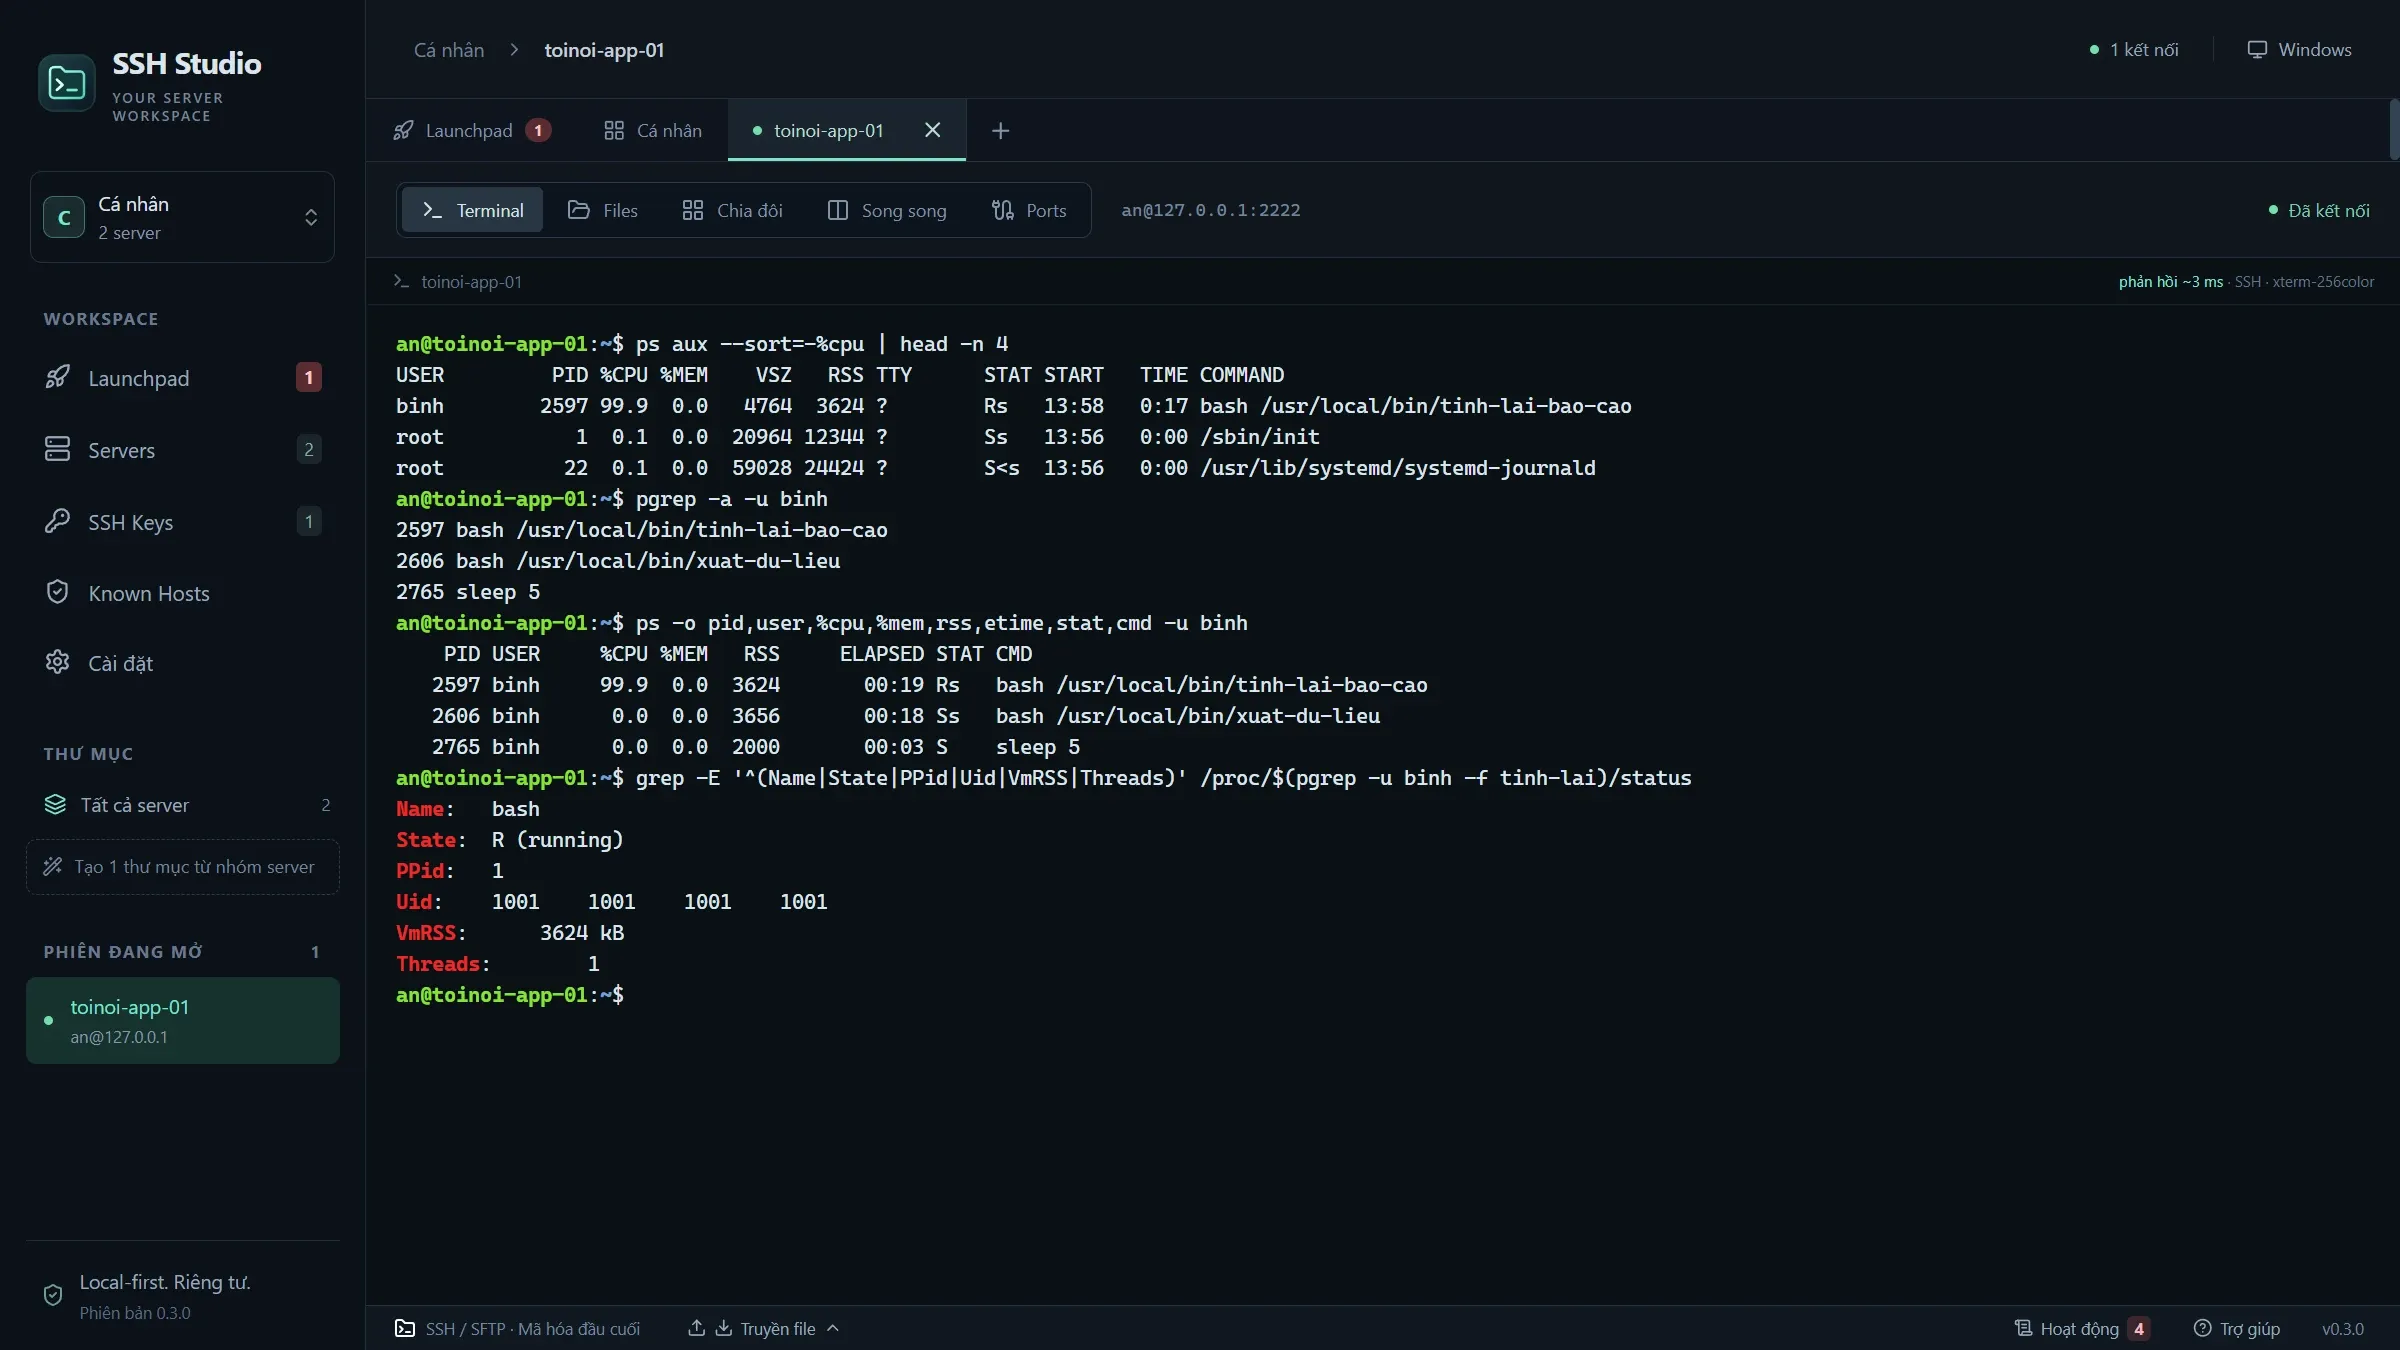 SSH Studio
YOUR SERVER
WORKSPACE
C
Cá nhân
2 server
WORKSPACE
Launchpad 1
Servers 2
SSH Keys 1
Known Hosts
Cài đặt
THƯ MỤC
Tất cả server 2
Tạo 1 thư mục từ nhóm server
PHIÊN ĐANG MỞ 1
toinoi-app-01
an@127.0.0.1
Local-first. Riêng tư.
Phiên bản 0.3.0
Cá nhân > toinoi-app-01
1 kết nối
Windows
Launchpad 1
Cá nhân
toinoi-app-01
Terminal
Files
Chia đôi
Song song
Ports
an@127.0.0.1:2222
Đã kết nối
toinoi-app-01
phản hồi ~3 ms · SSH · xterm-256color
an@toinoi-app-01:~$ ps aux --sort=-%cpu | head -n 4
USER         PID %CPU %MEM    VSZ   RSS TTY      STAT START   TIME COMMAND
binh        2597 99.9  0.0   4764  3624 ?        Rs   13:58   0:17 bash /usr/local/bin/tinh-lai-bao-cao
root           1  0.1  0.0  20964 12344 ?        Ss   13:56   0:00 /sbin/init
root          22  0.1  0.0  59028 24424 ?        S<s  13:56   0:00 /usr/lib/systemd/systemd-journald
an@toinoi-app-01:~$ pgrep -a -u binh
2597 bash /usr/local/bin/tinh-lai-bao-cao
2606 bash /usr/local/bin/xuat-du-lieu
2765 sleep 5
an@toinoi-app-01:~$ ps -o pid,user,%cpu,%mem,rss,etime,stat,cmd -u binh
    PID USER     %CPU %MEM   RSS     ELAPSED STAT CMD
   2597 binh     99.9  0.0  3624       00:19 Rs   bash /usr/local/bin/tinh-lai-bao-cao
   2606 binh      0.0  0.0  3656       00:18 Ss   bash /usr/local/bin/xuat-du-lieu
   2765 binh      0.0  0.0  2000       00:03 S    sleep 5
an@toinoi-app-01:~$ grep -E '^(Name|State|PPid|Uid|VmRSS|Threads)' /proc/$(pgrep -u binh -f tinh-lai)/status
Name:   bash
State:  R (running)
PPid:   1
Uid:    1001    1001    1001    1001
VmRSS:      3624 kB
Threads:        1
an@toinoi-app-01:~$
SSH / SFTP · Mã hóa đầu cuối
Truyền file
Hoạt động 4
Trợ giúp
v0.3.0